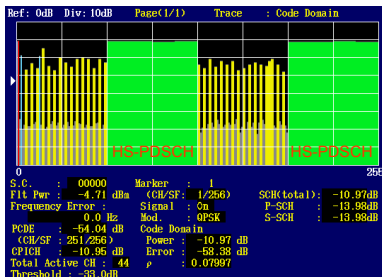 Ref: 0dB Div: 10dB Page(1/1) Trace : Code Domain
HS-PDSCH HS-PDSCH
0 255
S.C. : 00000 Marker : 1
Flt Pwr : -4.71 dBm (CH/SF: 1/256) SCH(total): -10.97dB
Frequency Error : Signal : On P-SCH : -13.98dB
0.0 Hz Mod. : QPSK S-SCH : -13.98dB
PCDE : -54.04 dB Code Domain
(CH/SF : 251/256) Power : -10.97 dB
CPICH : -10.95 dB Error : -58.38 dB
Total Active CH : 44 ρ : 0.07997
Threshold : -33.0dB